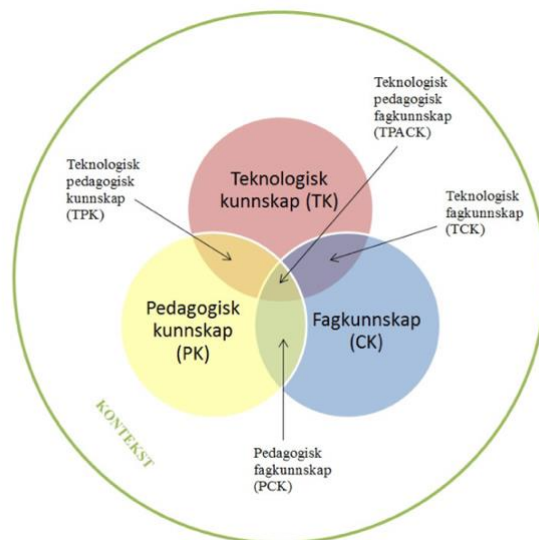 Teknologisk
pedagogisk
fagkunnskap
(TPACK)
Teknologisk
pedagogisk
kunnskap
(TPK)
Teknologisk
kunnskap (TK)
Teknologisk
fagkunnskap
(TCK)
Pedagogisk
kunnskap
(PK)
Fagkunnskap
(CK)
KONTEKST
Pedagogisk
fagkunnskap
(PCK)